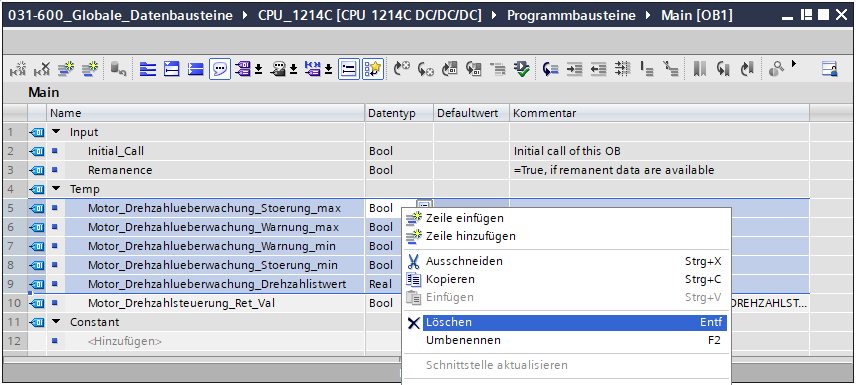 031-600_Globale_Datenbausteine ▸ CPU_1214C [CPU 1214C DC/DC/DC] ▸ Programmbausteine ▸ Main [OB1]
Main
Name Datentyp Defaultwert Kommentar
1 Input
2 Initial_Call Bool Initial call of this OB
3 Remanence Bool =True, if remanent data are available
4 Temp
5 Motor_Drehzahlueberwachung_Stoerung_max Bool
6 Motor_Drehzahlueberwachung_Warnung_max Bool
7 Motor_Drehzahlueberwachung_Warnung_min Bool
8 Motor_Drehzahlueberwachung_Stoerung_min Bool
9 Motor_Drehzahlueberwachung_Drehzahlistwert Real
10 Motor_Drehzahlsteuerung_Ret_Val Bool DREHZAHLST...
11 Constant
12 <Hinzufügen>
Zeile einfügen
Zeile hinzufügen
Ausschneiden Strg+X
Kopieren Strg+C
Einfügen Strg+V
Löschen Entf
Umbenennen F2
Schnittstelle aktualisieren